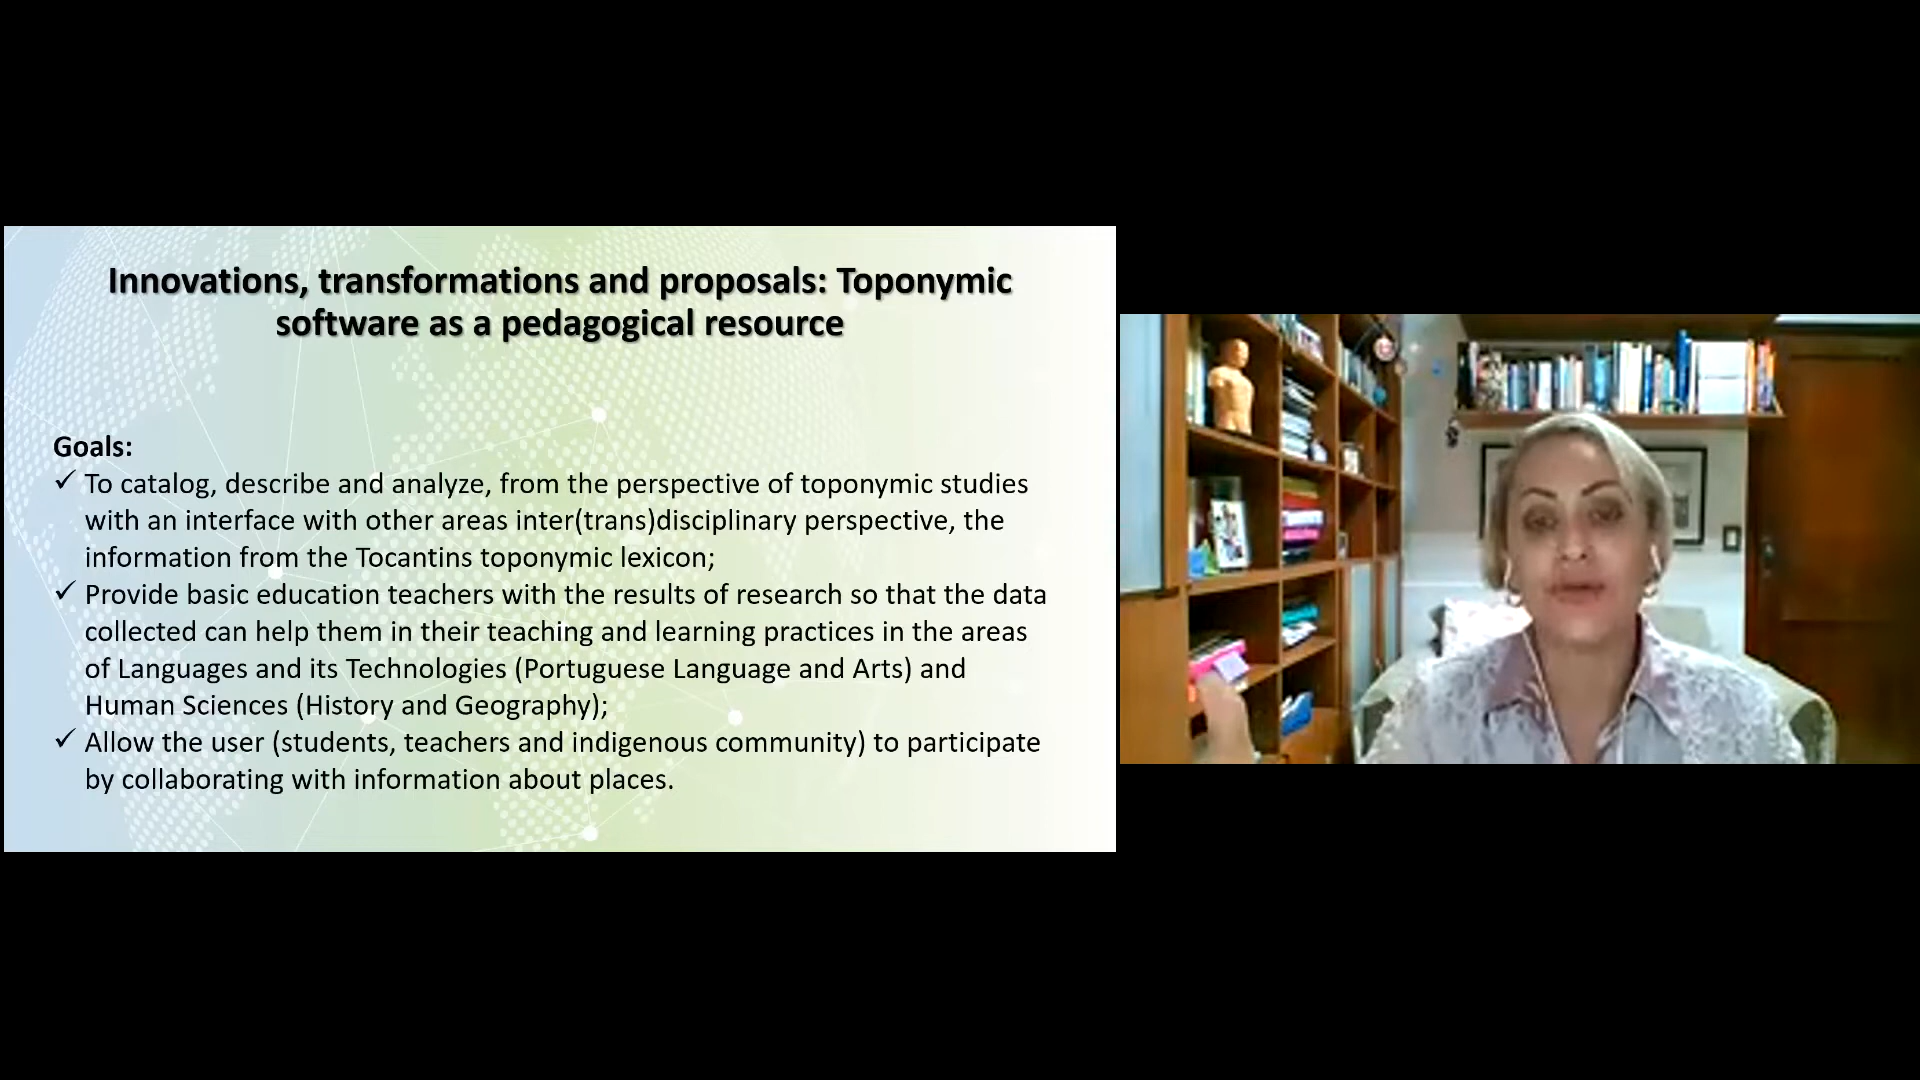 Innovations, transformations and proposals: Toponymic
software as a pedagogical resource
Goals:
✓ To catalog, describe and analyze, from the perspective of toponymic studies
with an interface with other areas inter(trans)disciplinary perspective, the
information from the Tocantins toponymic lexicon;
✓ Provide basic education teachers with the results of research so that the data
collected can help them in their teaching and learning practices in the areas
of Languages and its Technologies (Portuguese Language and Arts) and
Human Sciences (History and Geography);
✓ Allow the user (students, teachers and indigenous community) to participate
by collaborating with information about places.